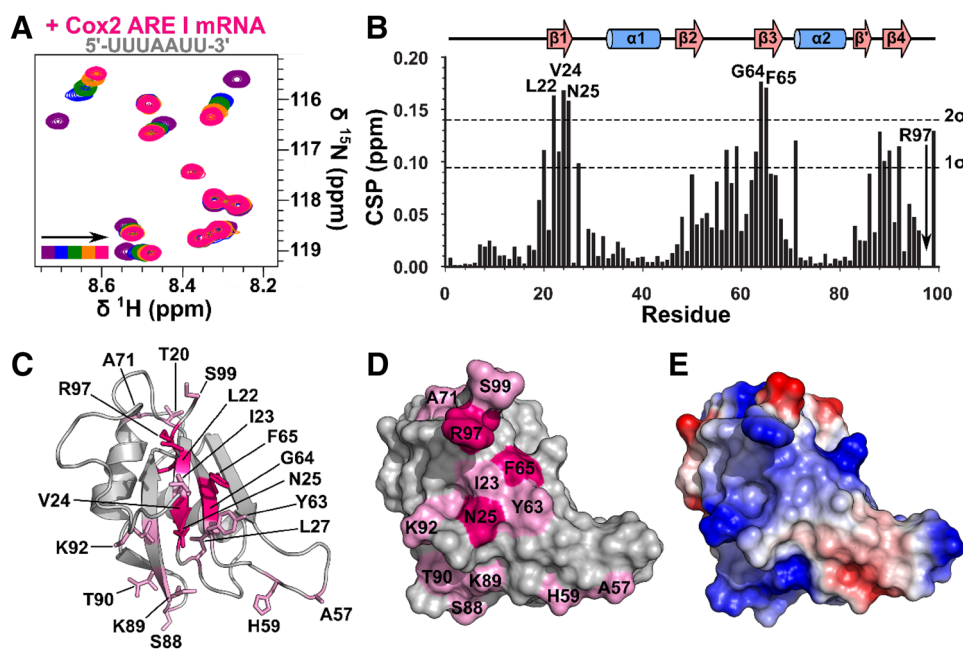 A
+ Cox2 ARE I mRNA
5'-UUUAAUU-3'
116
117
118
119
δ ¹⁵N (ppm)
8.6
8.4
8.2
δ ¹H (ppm)
B
β1
α1
β2
β3
α2
β'
β4
V24
L22
N25
G64
F65
R97
2σ
1σ
0.20
0.15
0.10
0.05
0.00
CSP (ppm)
0
20
40
60
80
100
Residue
C
A71
T20
R97
S99
L22
I23
F65
G64
V24
N25
Y63
L27
K92
T90
K89
S88
H59
A57
D
A71
S99
R97
F65
I23
N25
Y63
K92
T90
K89
S88
H59
A57
E